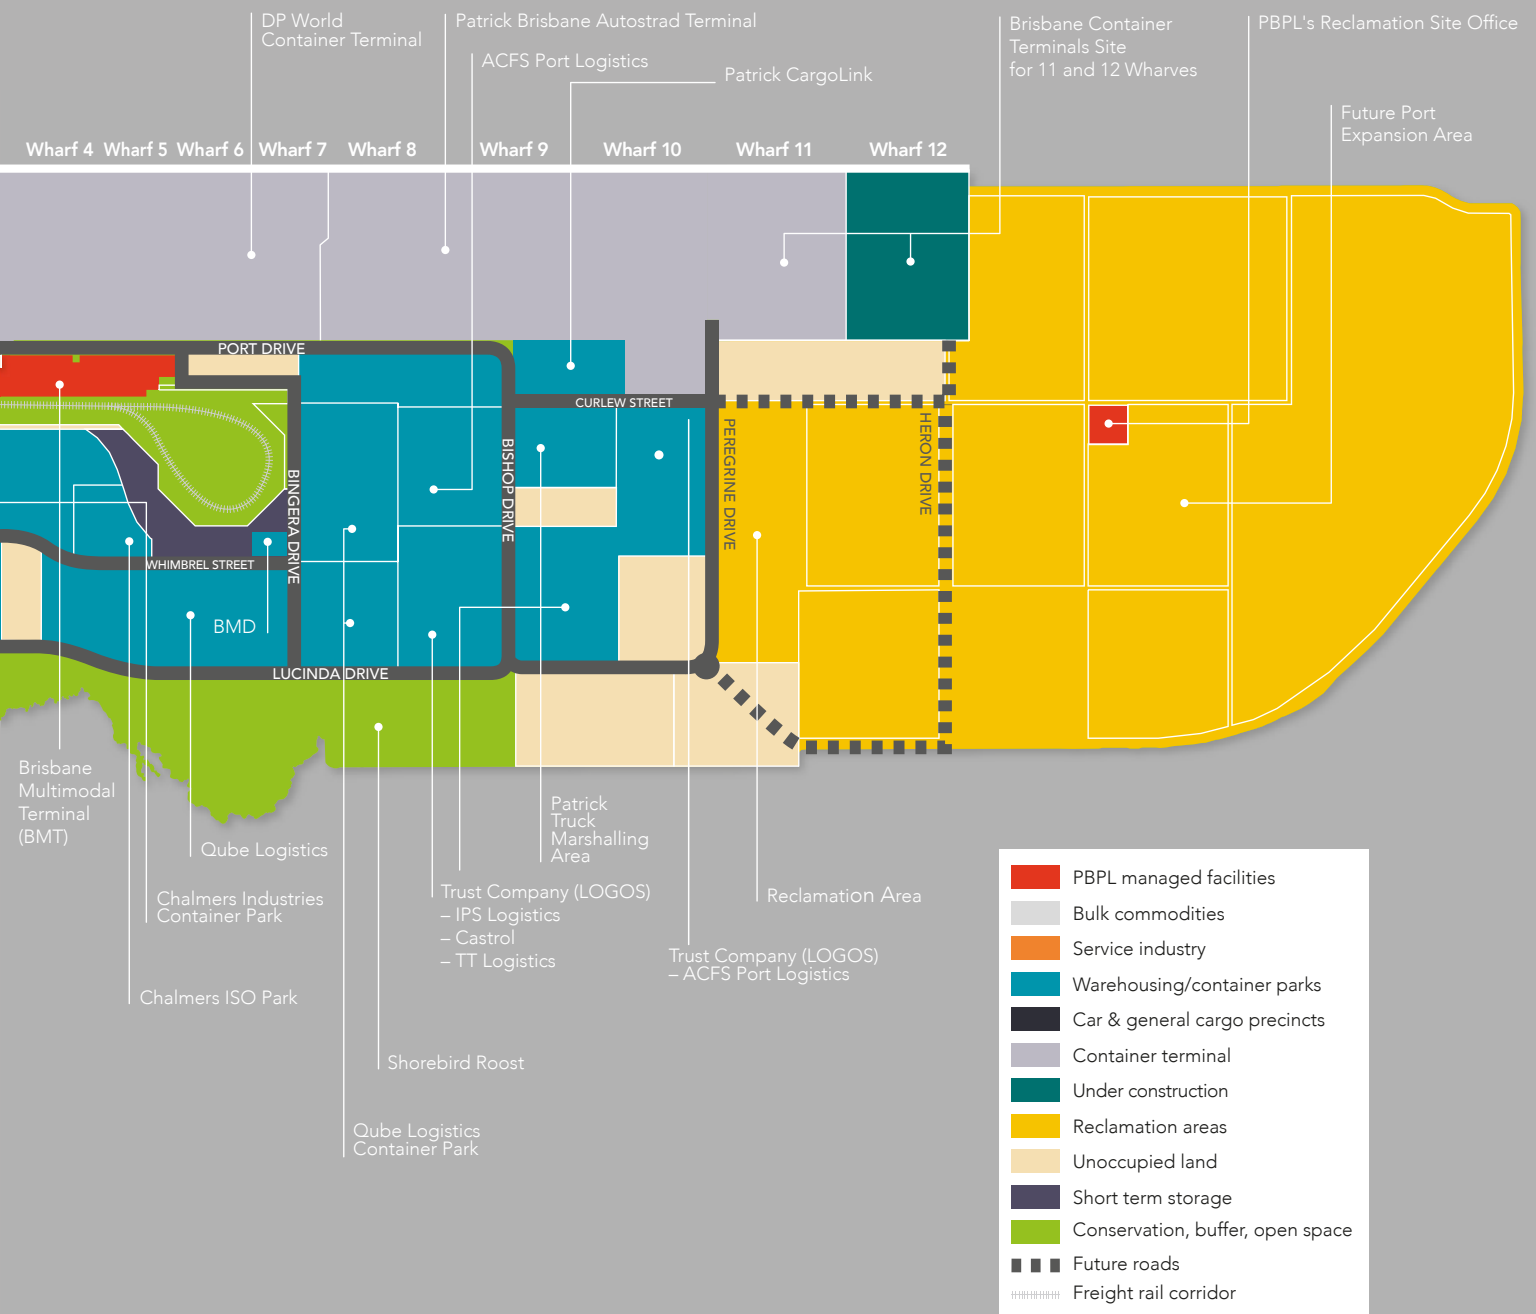 DP World
Container Terminal
Patrick Brisbane Autostrad Terminal
ACFS Port Logistics
Patrick CargoLink
Brisbane Container
Terminals Site
for 11 and 12 Wharves
PBPL's Reclamation Site Office
Future Port
Expansion Area
Wharf 4
Wharf 5
Wharf 6
Wharf 7
Wharf 8
Wharf 9
Wharf 10
Wharf 11
Wharf 12
PORT DRIVE
CURLEW STREET
BINGERA DRIVE
BISHOP DRIVE
PEREGRINE DRIVE
HERON DRIVE
WHIMBREL STREET
BMD
LUCINDA DRIVE
Brisbane
Multimodal
Terminal
(BMT)
Qube Logistics
Chalmers Industries
Container Park
Chalmers ISO Park
Patrick
Truck
Marshalling
Area
Trust Company (LOGOS)
– IPS Logistics
– Castrol
– TT Logistics
Reclamation Area
Trust Company (LOGOS)
– ACFS Port Logistics
Shorebird Roost
Qube Logistics
Container Park
PBPL managed facilities
Bulk commodities
Service industry
Warehousing/container parks
Car & general cargo precincts
Container terminal
Under construction
Reclamation areas
Unoccupied land
Short term storage
Conservation, buffer, open space
Future roads
Freight rail corridor